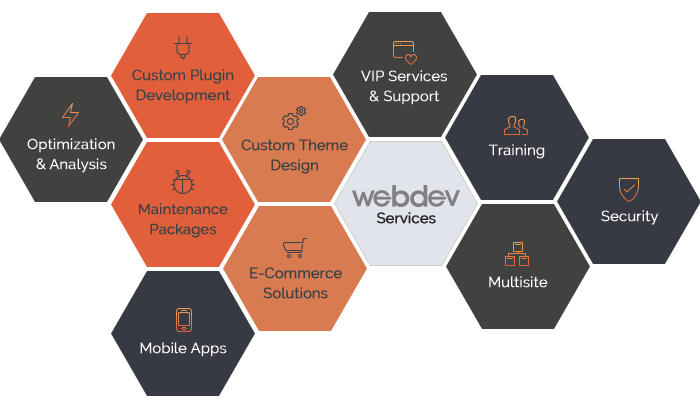 Custom Plugin
Development
VIP Services
& Support
Optimization
& Analysis
Custom Theme
Design
Training
Maintenance
Packages
webdev
Services
Security
E-Commerce
Solutions
Multisite
Mobile Apps